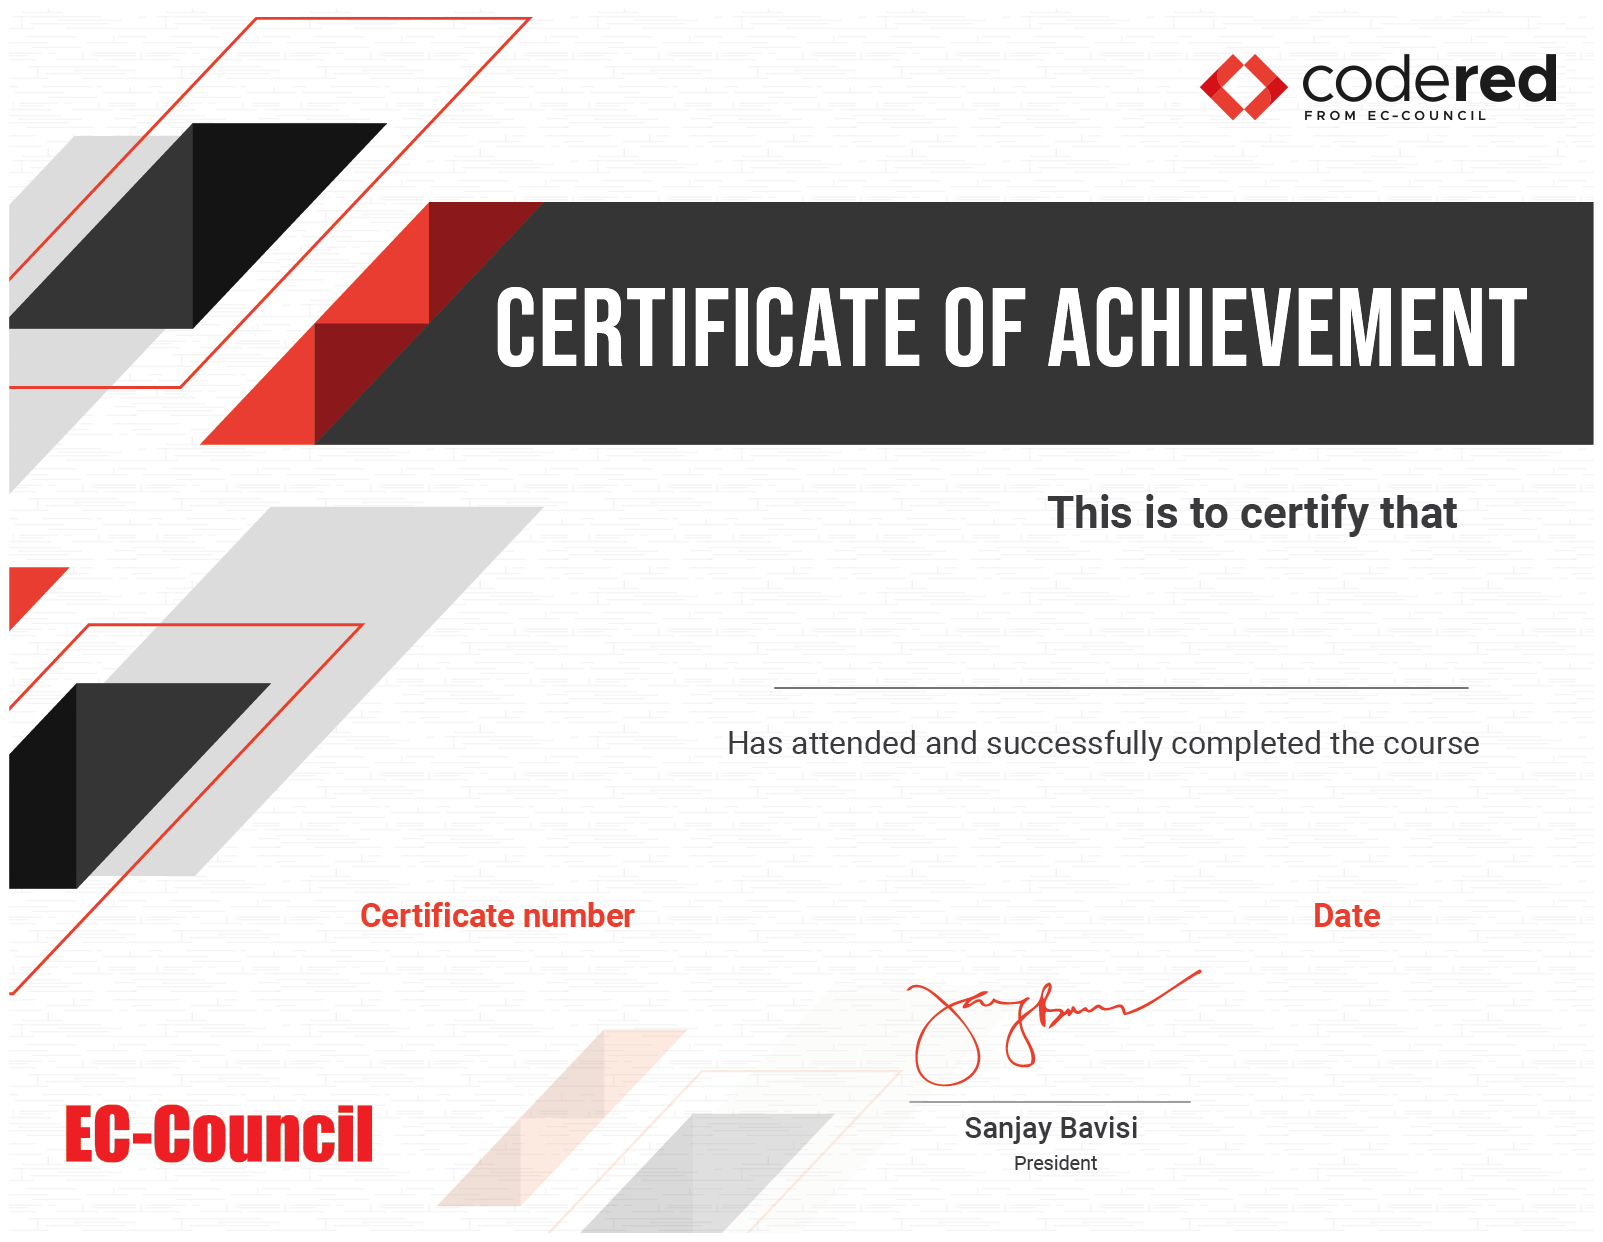 codered
FROM EC-COUNCIL
CERTIFICATE OF ACHIEVEMENT
This is to certify that
Has attended and successfully completed the course
Certificate number
Date
Sanjay Bavisi
President
EC-Council